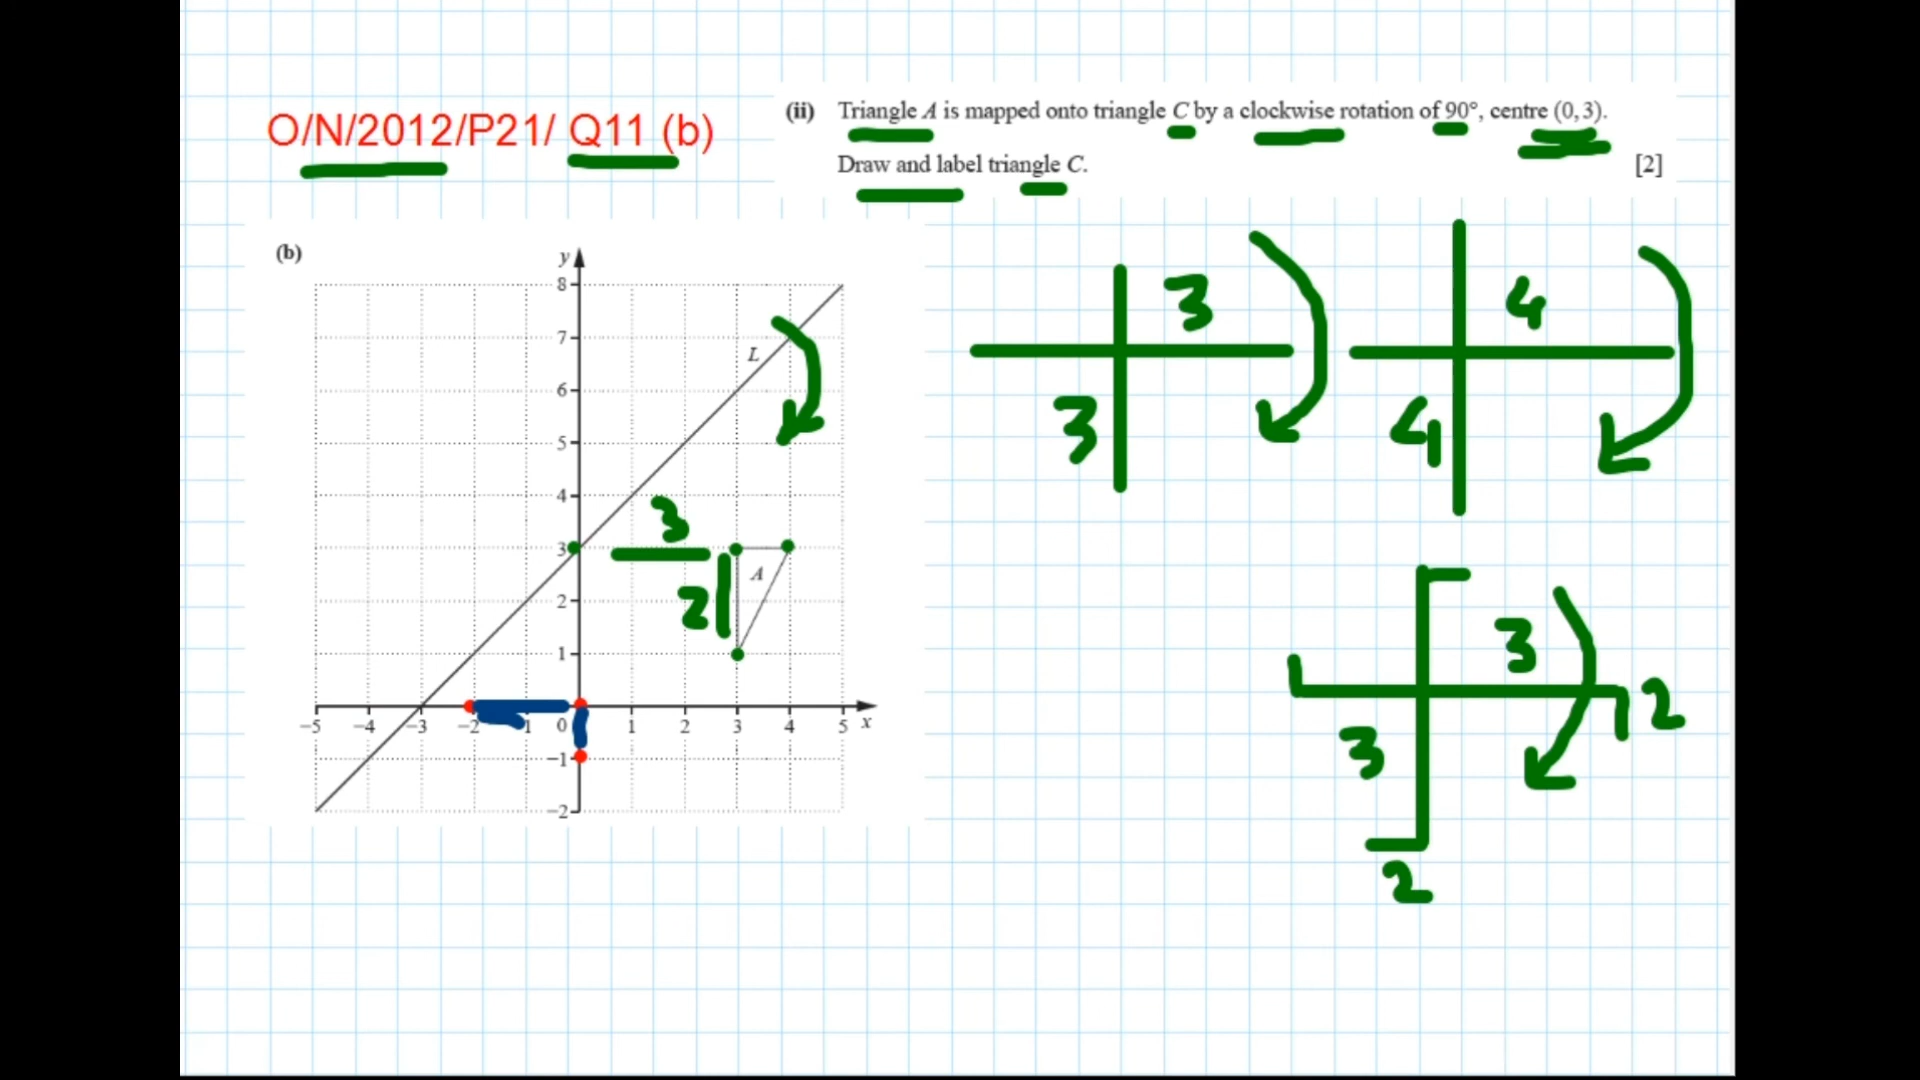 O/N/2012/P21/ Q11 (b)
(ii) Triangle A is mapped onto triangle C by a clockwise rotation of 90°, centre (0, 3).
Draw and label triangle C.
[2]
(b)
y
8
7
6
5
4
3
2
1
L
A
3
2
−5 −4 −3 −2 1 0 1 2 3 4 5 x
−1
−2
3
3
4
4
3
2
3
2